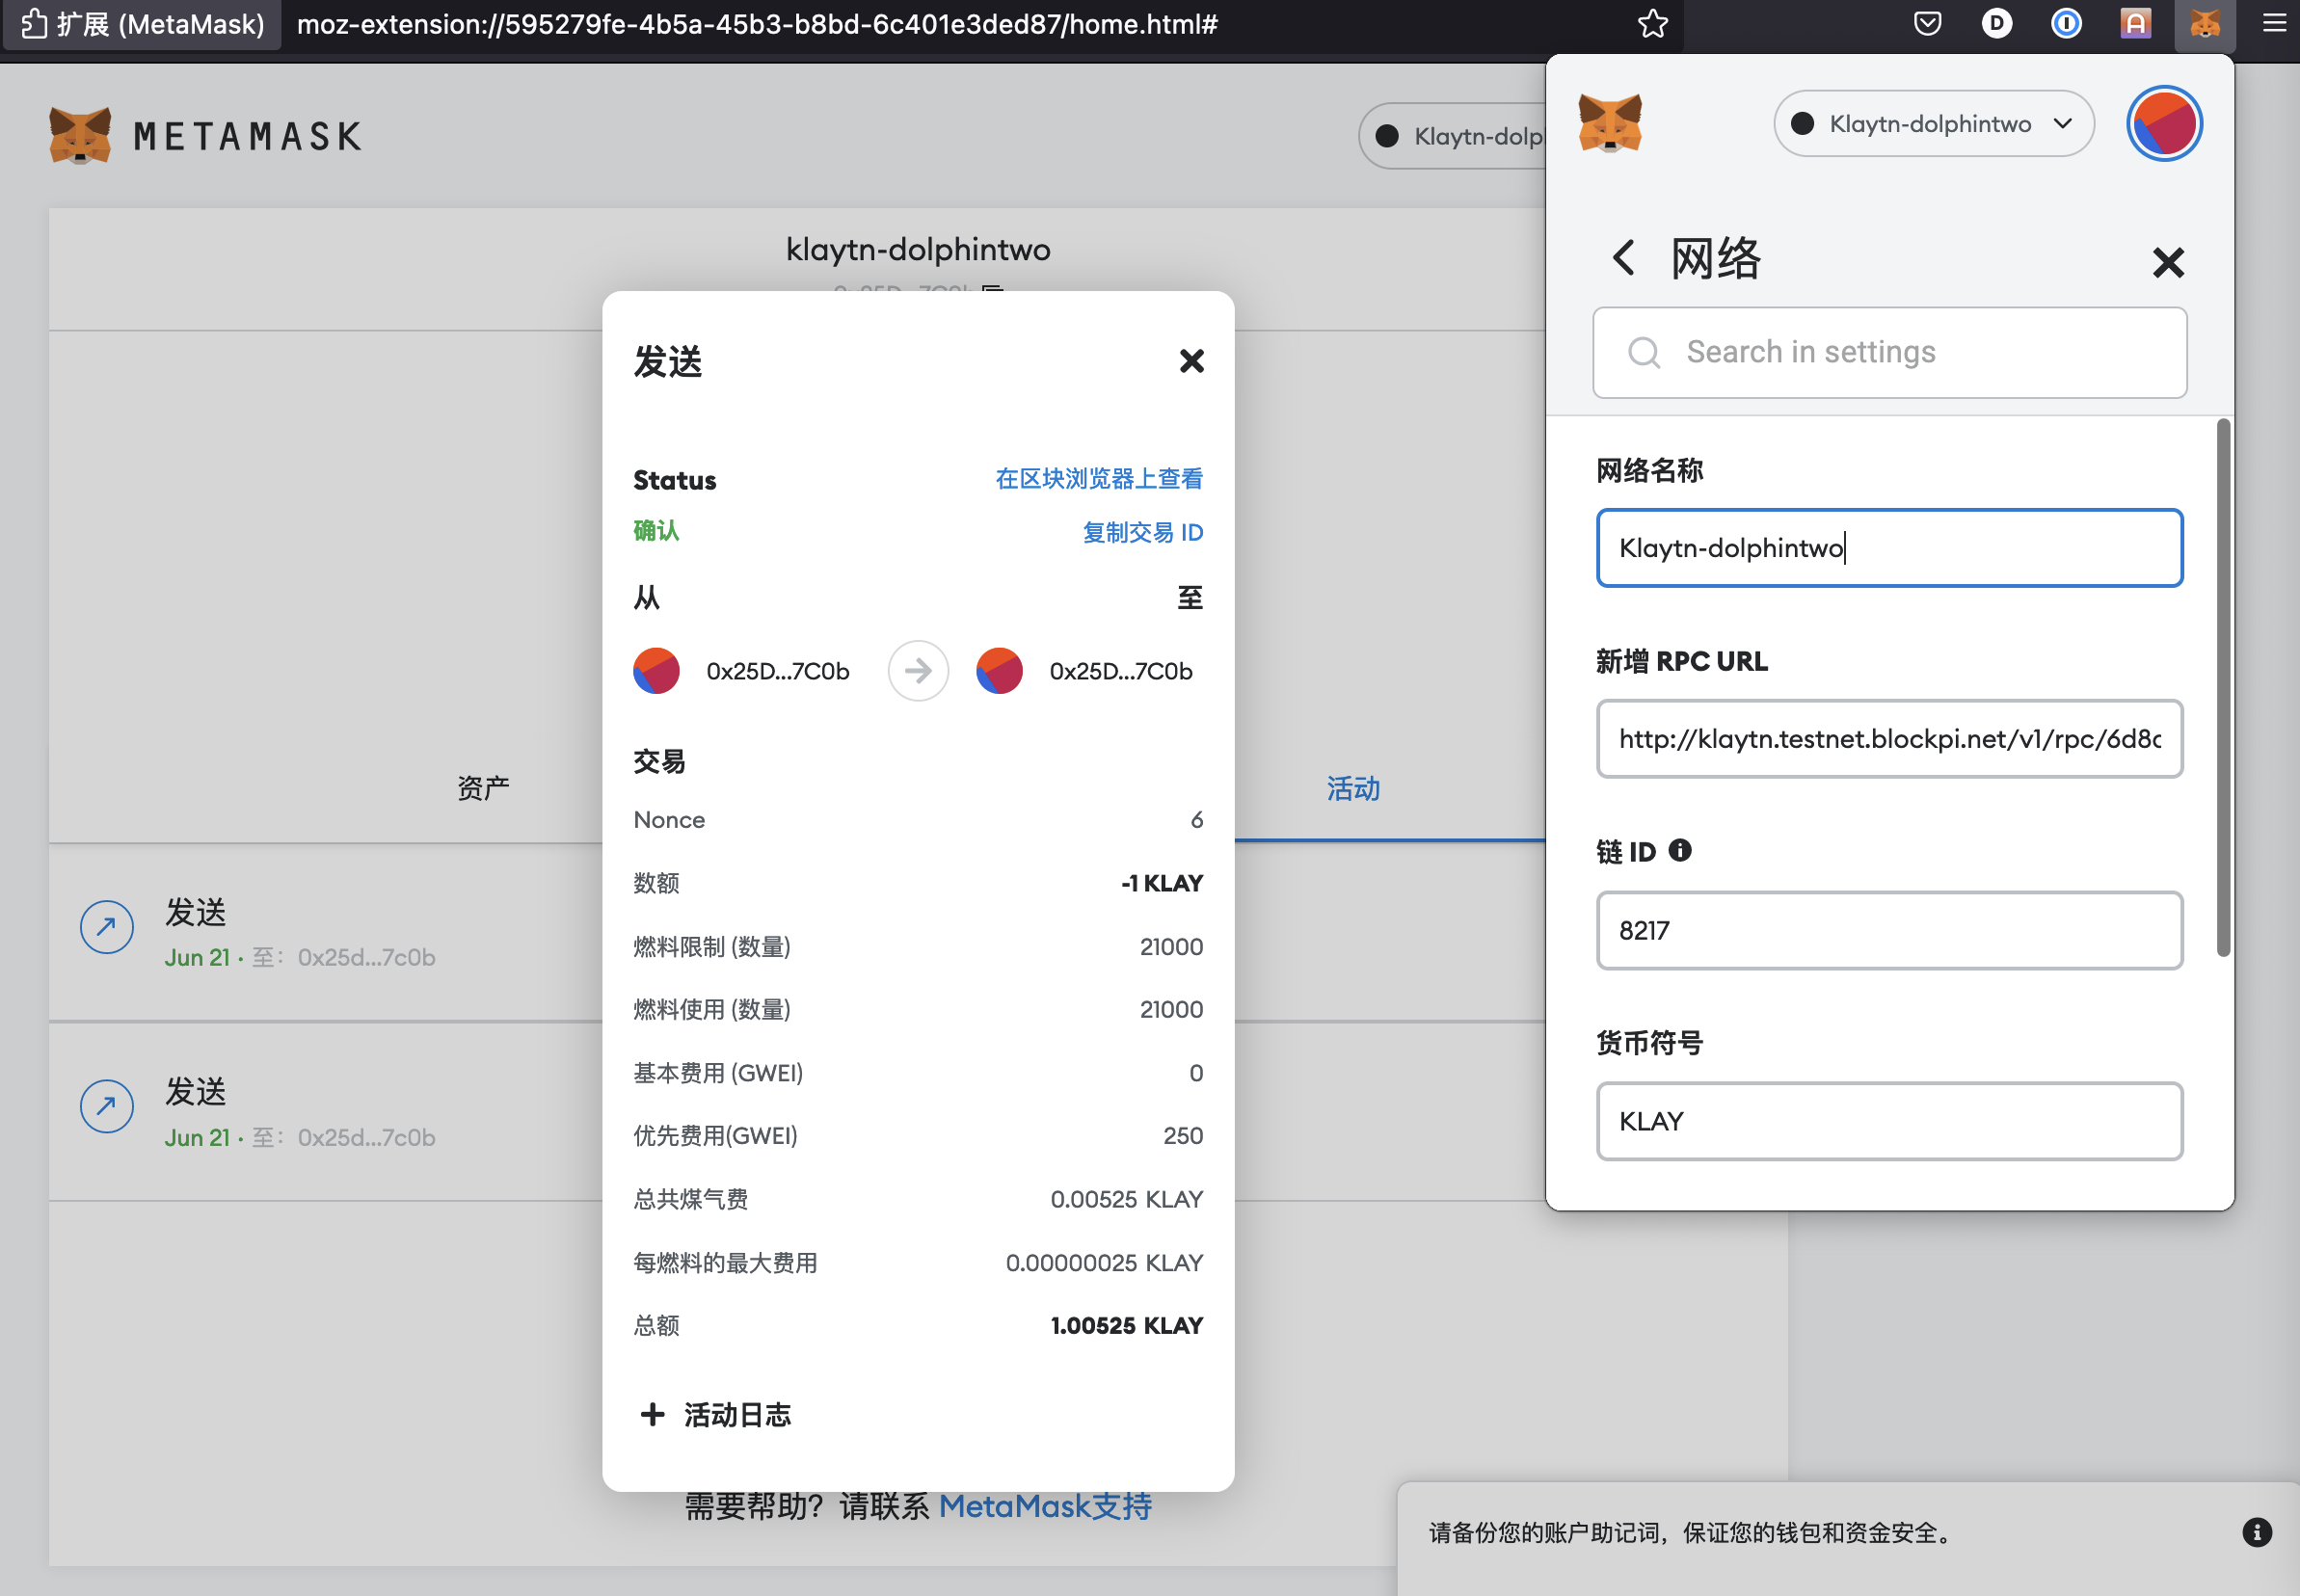 扩展 (MetaMask)
moz-extension://595279fe-4b5a-45b3-b8bd-6c401e3ded87/home.html#
METAMASK
klaytn-dolphintwo
发送
Status
在区块浏览器上查看
确认
复制交易 ID
从
至
0x25D...7C0b
0x25D...7C0b
交易
Nonce
6
数额
-1 KLAY
燃料限制 (数量)
21000
燃料使用 (数量)
21000
基本费用 (GWEI)
0
优先费用(GWEI)
250
总共煤气费
0.00525 KLAY
每燃料的最大费用
0.00000025 KLAY
总额
1.00525 KLAY
活动日志
资产
活动
发送
Jun 21 · 至: 0x25d...7c0b
发送
Jun 21 · 至: 0x25d...7c0b
需要帮助？请联系 MetaMask支持
Klaytn-dolphintwo
网络
Search in settings
网络名称
Klaytn-dolphintwo
新增 RPC URL
http://klaytn.testnet.blockpi.net/v1/rpc/6d8
链 ID
8217
货币符号
KLAY
请备份您的账户助记词，保证您的钱包和资金安全。